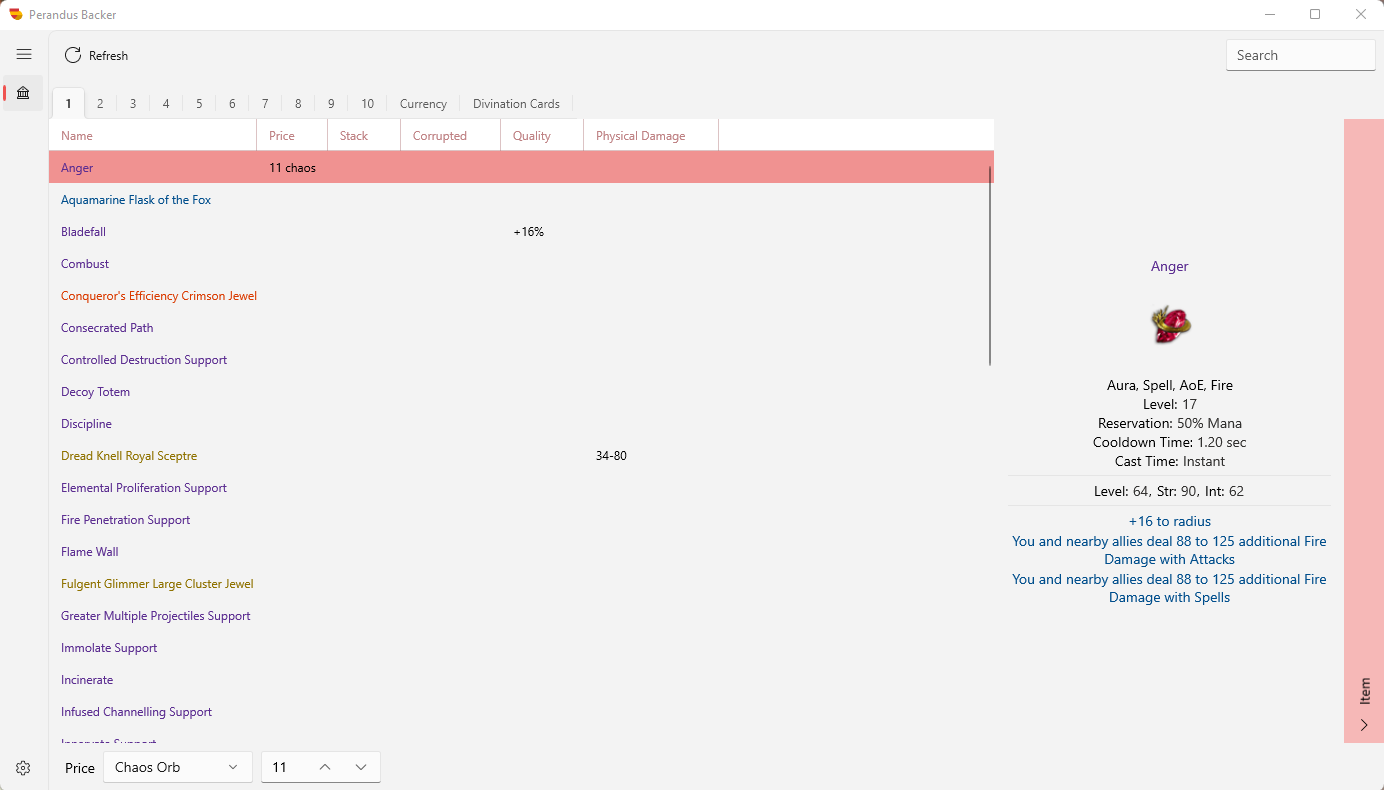 Perandus Backer
Refresh
Search
1 2 3 4 5 6 7 8 9 10 Currency Divination Cards
Name Price Stack Corrupted Quality Physical Damage
Anger 11 chaos
Aquamarine Flask of the Fox
Bladefall +16%
Combust
Conqueror's Efficiency Crimson Jewel
Consecrated Path
Controlled Destruction Support
Decoy Totem
Discipline
Dread Knell Royal Sceptre 34-80
Elemental Proliferation Support
Fire Penetration Support
Flame Wall
Fulgent Glimmer Large Cluster Jewel
Greater Multiple Projectiles Support
Immolate Support
Incinerate
Infused Channelling Support
Anger
Aura, Spell, AoE, Fire
Level: 17
Reservation: 50% Mana
Cooldown Time: 1.20 sec
Cast Time: Instant
Level: 64, Str: 90, Int: 62
+16 to radius
You and nearby allies deal 88 to 125 additional Fire
Damage with Attacks
You and nearby allies deal 88 to 125 additional Fire
Damage with Spells
Item
Price Chaos Orb 11